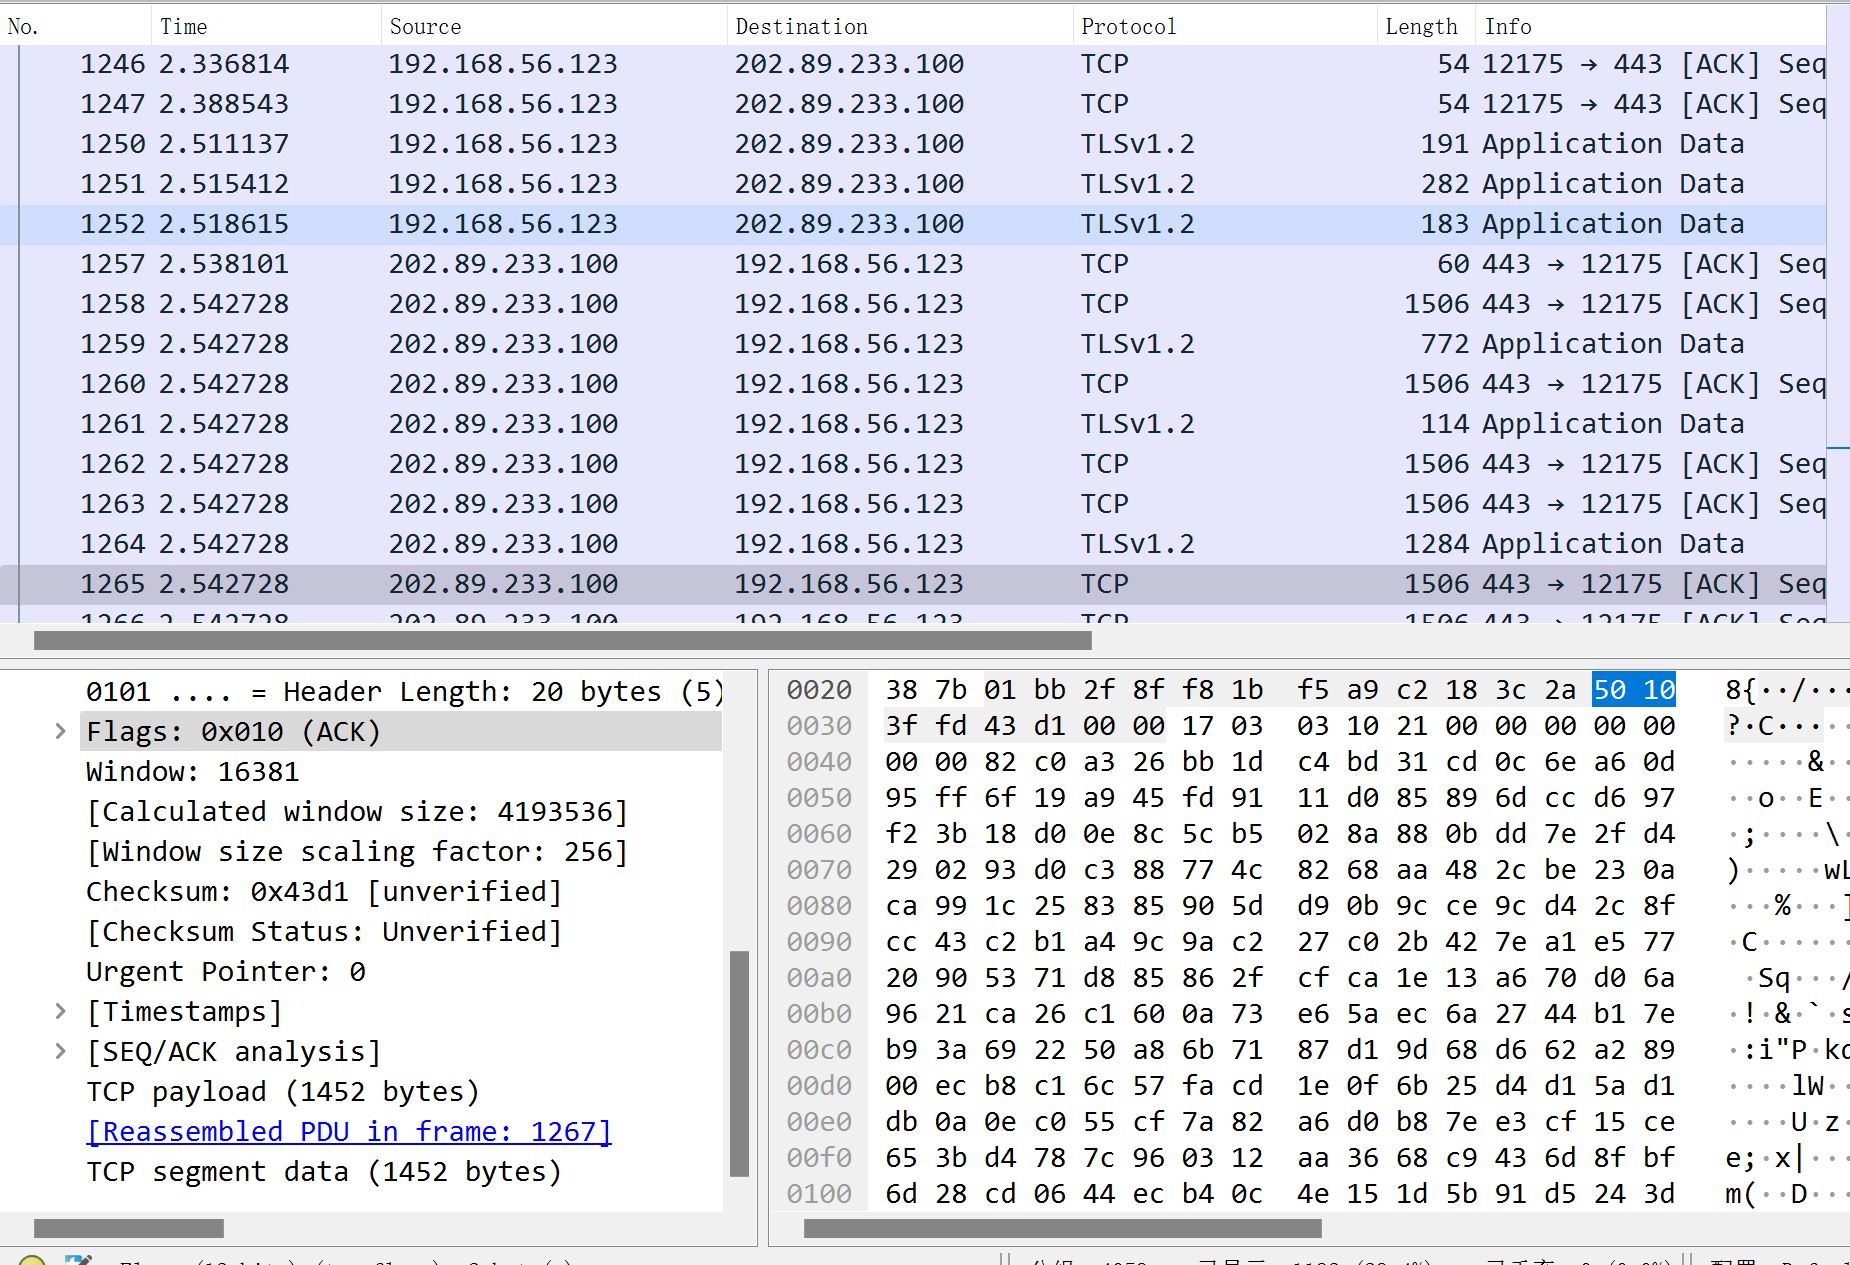 No. Time Source Destination Protocol Length Info
1246 2.336814 192.168.56.123 202.89.233.100 TCP 54 12175 → 443 [ACK] Seq
1247 2.388543 192.168.56.123 202.89.233.100 TCP 54 12175 → 443 [ACK] Seq
1250 2.511137 192.168.56.123 202.89.233.100 TLSv1.2 191 Application Data
1251 2.515412 192.168.56.123 202.89.233.100 TLSv1.2 282 Application Data
1252 2.518615 192.168.56.123 202.89.233.100 TLSv1.2 183 Application Data
1257 2.538101 202.89.233.100 192.168.56.123 TCP 60 443 → 12175 [ACK] Seq
1258 2.542728 202.89.233.100 192.168.56.123 TCP 1506 443 → 12175 [ACK] Seq
1259 2.542728 202.89.233.100 192.168.56.123 TLSv1.2 772 Application Data
1260 2.542728 202.89.233.100 192.168.56.123 TCP 1506 443 → 12175 [ACK] Seq
1261 2.542728 202.89.233.100 192.168.56.123 TLSv1.2 114 Application Data
1262 2.542728 202.89.233.100 192.168.56.123 TCP 1506 443 → 12175 [ACK] Seq
1263 2.542728 202.89.233.100 192.168.56.123 TCP 1506 443 → 12175 [ACK] Seq
1264 2.542728 202.89.233.100 192.168.56.123 TLSv1.2 1284 Application Data
1265 2.542728 202.89.233.100 192.168.56.123 TCP 1506 443 → 12175 [ACK] Seq
1266 2.542728 202.89.233.100 192.168.56.123 TCP 1506 443 → 12175 [ACK] Seq
0101 .... = Header Length: 20 bytes (5)
Flags: 0x010 (ACK)
Window: 16381
[Calculated window size: 4193536]
[Window size scaling factor: 256]
Checksum: 0x43d1 [unverified]
[Checksum Status: Unverified]
Urgent Pointer: 0
[Timestamps]
[SEQ/ACK analysis]
TCP payload (1452 bytes)
[Reassembled PDU in frame: 1267]
TCP segment data (1452 bytes)
0020 38 7b 01 bb 2f 8f f8 1b f5 a9 c2 18 3c 2a 50 10 8{··/···
0030 3f fd 43 d1 00 00 17 03 03 10 21 00 00 00 00 00 ?·C·····
0040 00 00 82 c0 a3 26 bb 1d c4 bd 31 cd 0c 6e a6 0d ·····&··
0050 95 ff 6f 19 a9 45 fd 91 11 d0 85 89 6d cc d6 97 ··o··E··
0060 f2 3b 18 d0 0e 8c 5c b5 02 8a 88 0b dd 7e 2f d4 ·;····\·
0070 29 02 93 d0 c3 88 77 4c 82 68 aa 48 2c be 23 0a )·····wL
0080 ca 99 1c 25 83 85 90 5d d9 0b 9c ce 9c d4 2c 8f ···%···]
0090 cc 43 c2 b1 a4 9c 9a c2 27 c0 2b 42 7e a1 e5 77 ·C······
00a0 20 90 53 71 d8 85 86 2f cf ca 1e 13 a6 70 d0 6a ·Sq···/
00b0 96 21 ca 26 c1 60 0a 73 e6 5a ec 6a 27 44 b1 7e ·!·&·`·s
00c0 b9 3a 69 22 50 a8 6b 71 87 d1 9d 68 d6 62 a2 89 ·:i"P·kq
00d0 00 ec b8 c1 6c 57 fa cd 1e 0f 6b 25 d4 d1 5a d1 ····lW··
00e0 db 0a 0e c0 55 cf 7a 82 a6 d0 b8 7e e3 cf 15 ce ····U·z·
00f0 65 3b d4 78 7c 96 03 12 aa 36 68 c9 43 6d 8f bf e;·x|···
0100 6d 28 cd 06 44 ec b4 0c 4e 15 1d 5b 91 d5 24 3d m(··D···